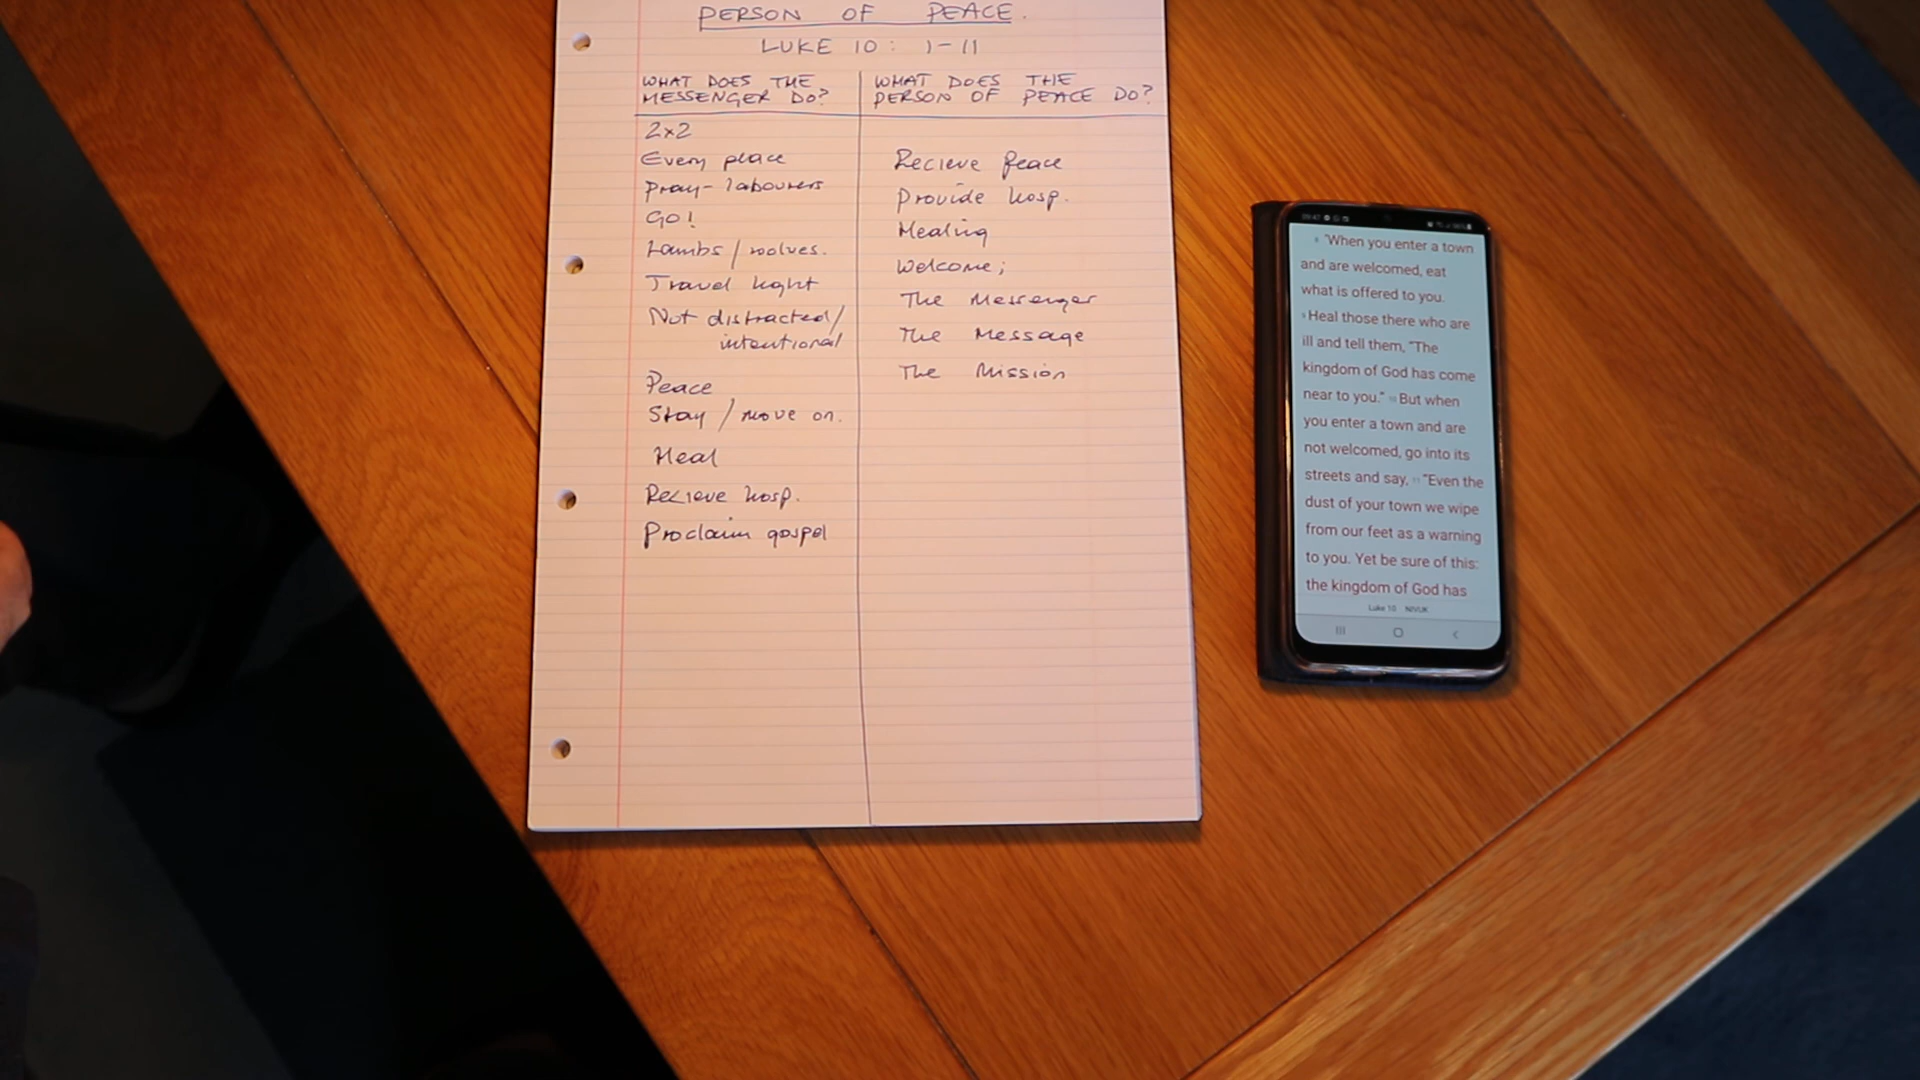 PERSON OF PEACE.
LUKE 10: 1-11
WHAT DOES THE
MESSENGER DO?
2x2
Every place
Pray- labourers
GO!
Lambs / wolves.
Travel light
Not distracted/
intentional
Peace
Stay / move on.
Heal
Recieve hosp.
Proclaim gospel
WHAT DOES THE
PERSON OF PEACE DO?
Recieve Peace
Provide hosp.
Healing
Welcome;
The Messenger
The Message
The Mission
09:47
8 "When you enter a town
and are welcomed, eat
what is offered to you.
9 Heal those there who are
ill and tell them, "The
kingdom of God has come
near to you." 10 But when
you enter a town and are
not welcomed, go into its
streets and say, 11 "Even the
dust of your town we wipe
from our feet as a warning
to you. Yet be sure of this:
the kingdom of God has
Luke 10 NIVUK